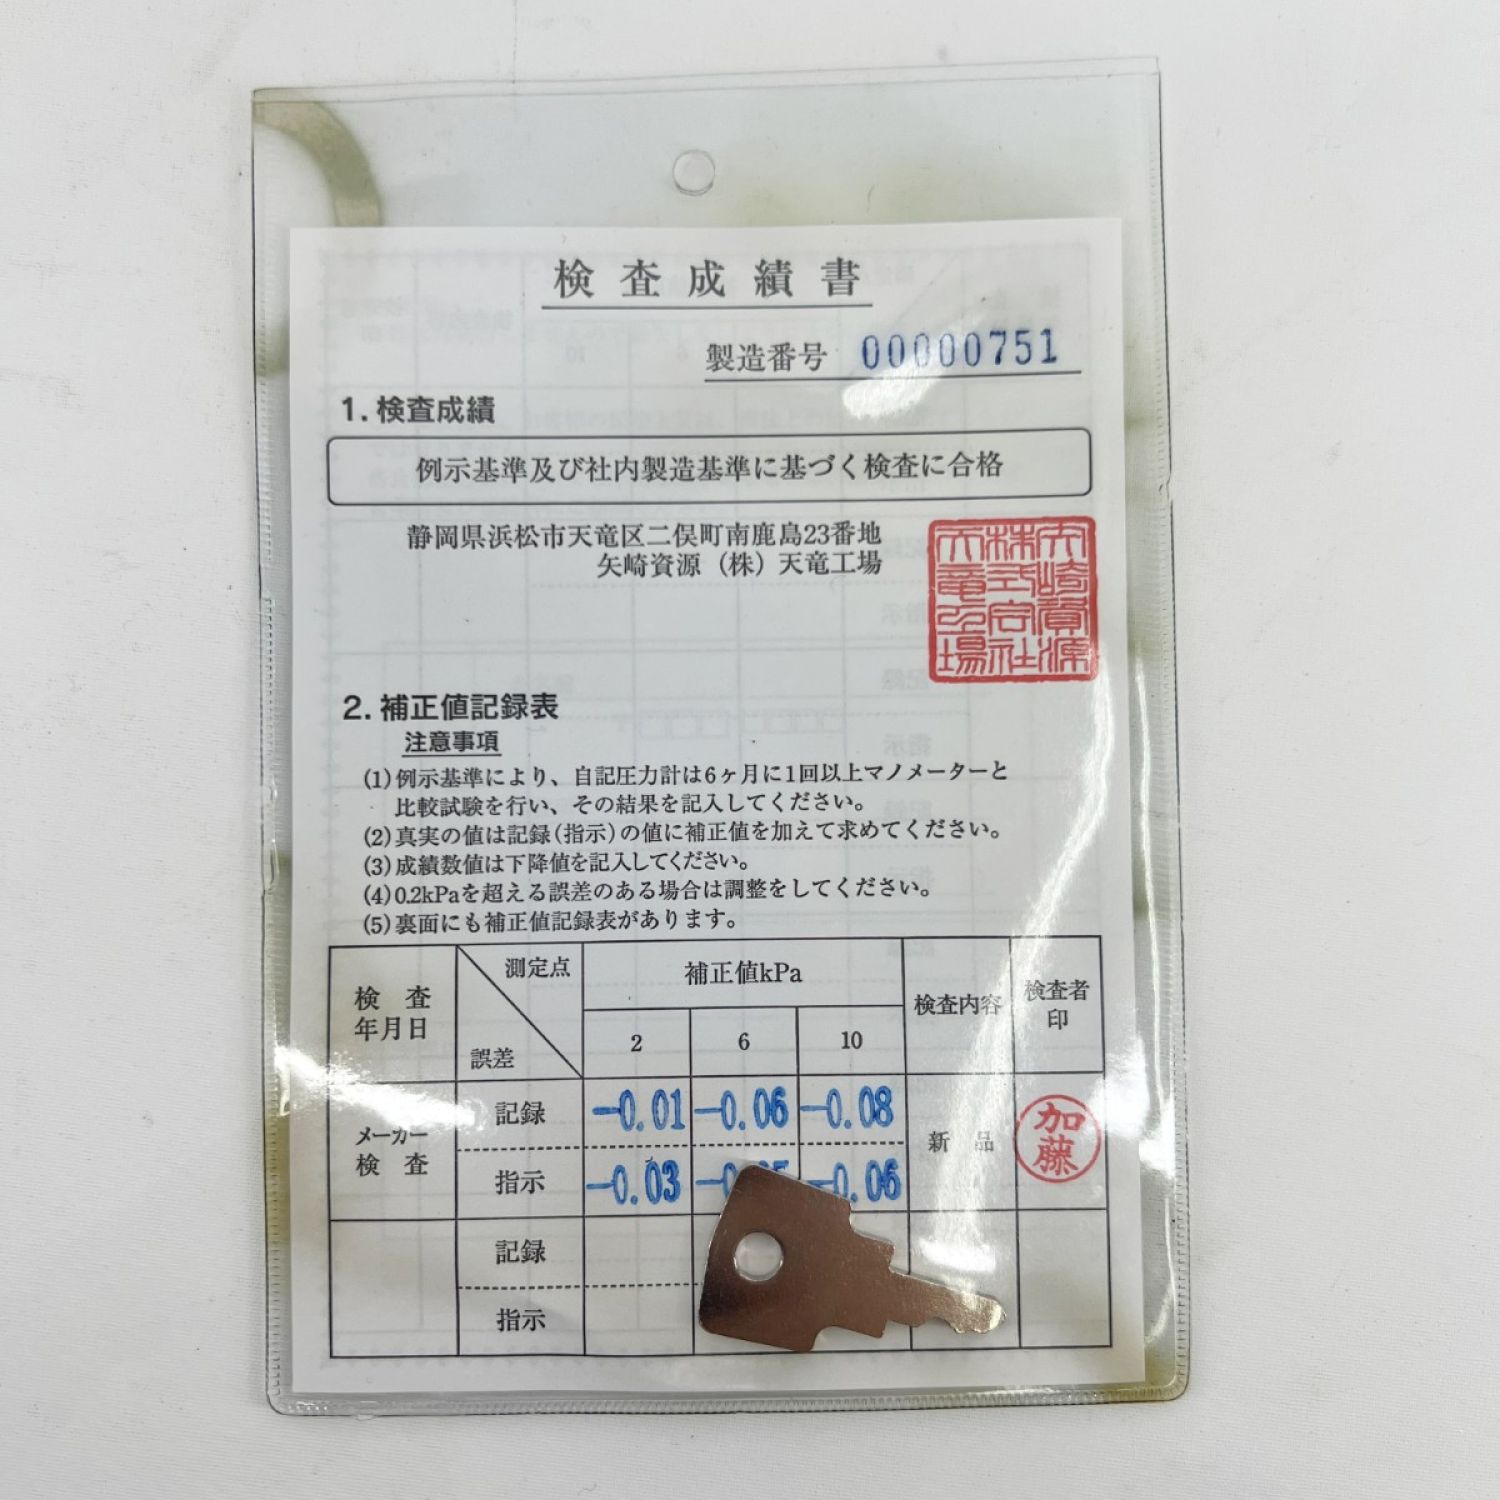 検査成績書
製造番号 00000751
1. 検査成績
例示基準及び社内製造基準に基づく検査に合格
静岡県浜松市天竜区二俣町南鹿島23番地
矢崎資源（株）天竜工場
矢崎資源
株式会社
天竜工場
2. 補正値記録表
注意事項
(1)例示基準により、自記圧力計は6ヶ月に1回以上マノメーターと
比較試験を行い、その結果を記入してください。
(2)真実の値は記録(指示)の値に補正値を加えて求めてください。
(3)成績数値は下降値を記入してください。
(4)0.2kPaを超える誤差のある場合は調整をしてください。
(5)裏面にも補正値記録表があります。
検査年月日 測定点 誤差 補正値kPa 検査内容 検査者印
2 6 10
メーカー検査 記録 -0.01 -0.06 -0.08 新品 加藤
指示 -0.03 -0.06
記録
指示